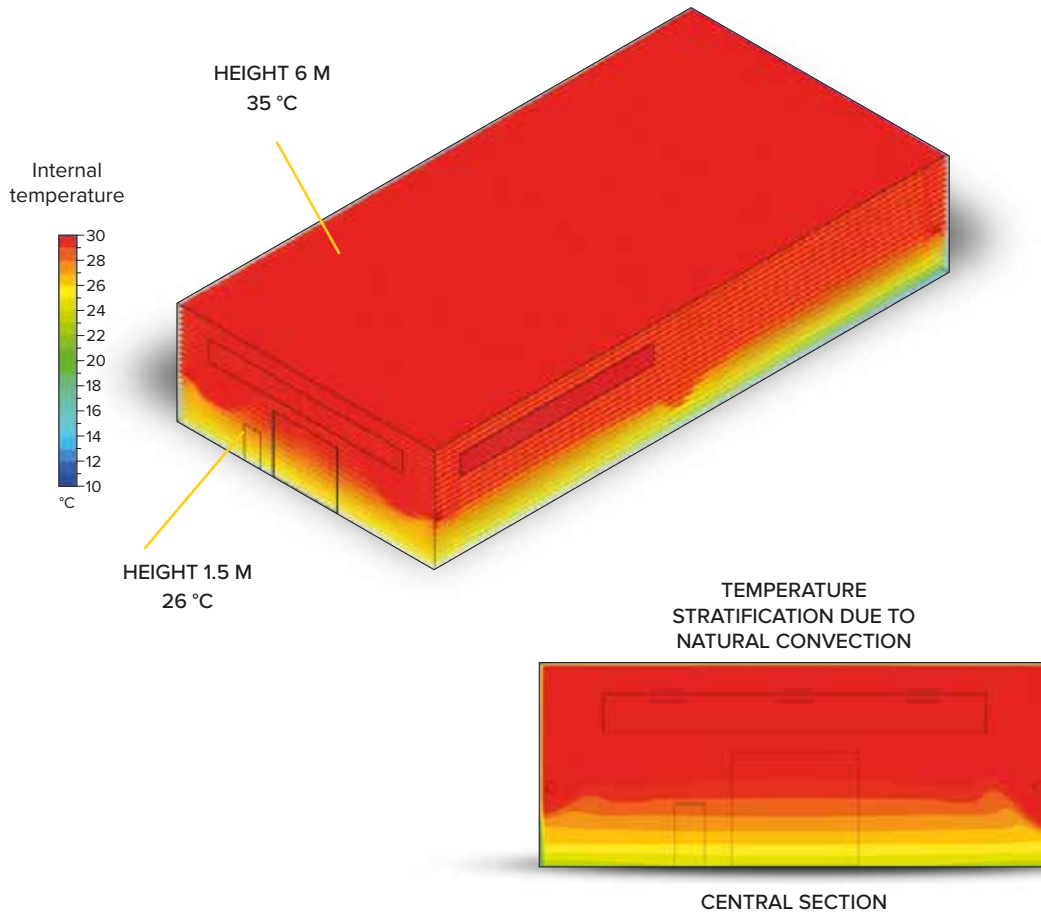 HEIGHT 6 M
35 °C
Internal
temperature
30
28
26
24
22
20
18
16
14
12
10
°C
HEIGHT 1.5 M
26 °C
TEMPERATURE
STRATIFICATION DUE TO
NATURAL CONVECTION
CENTRAL SECTION